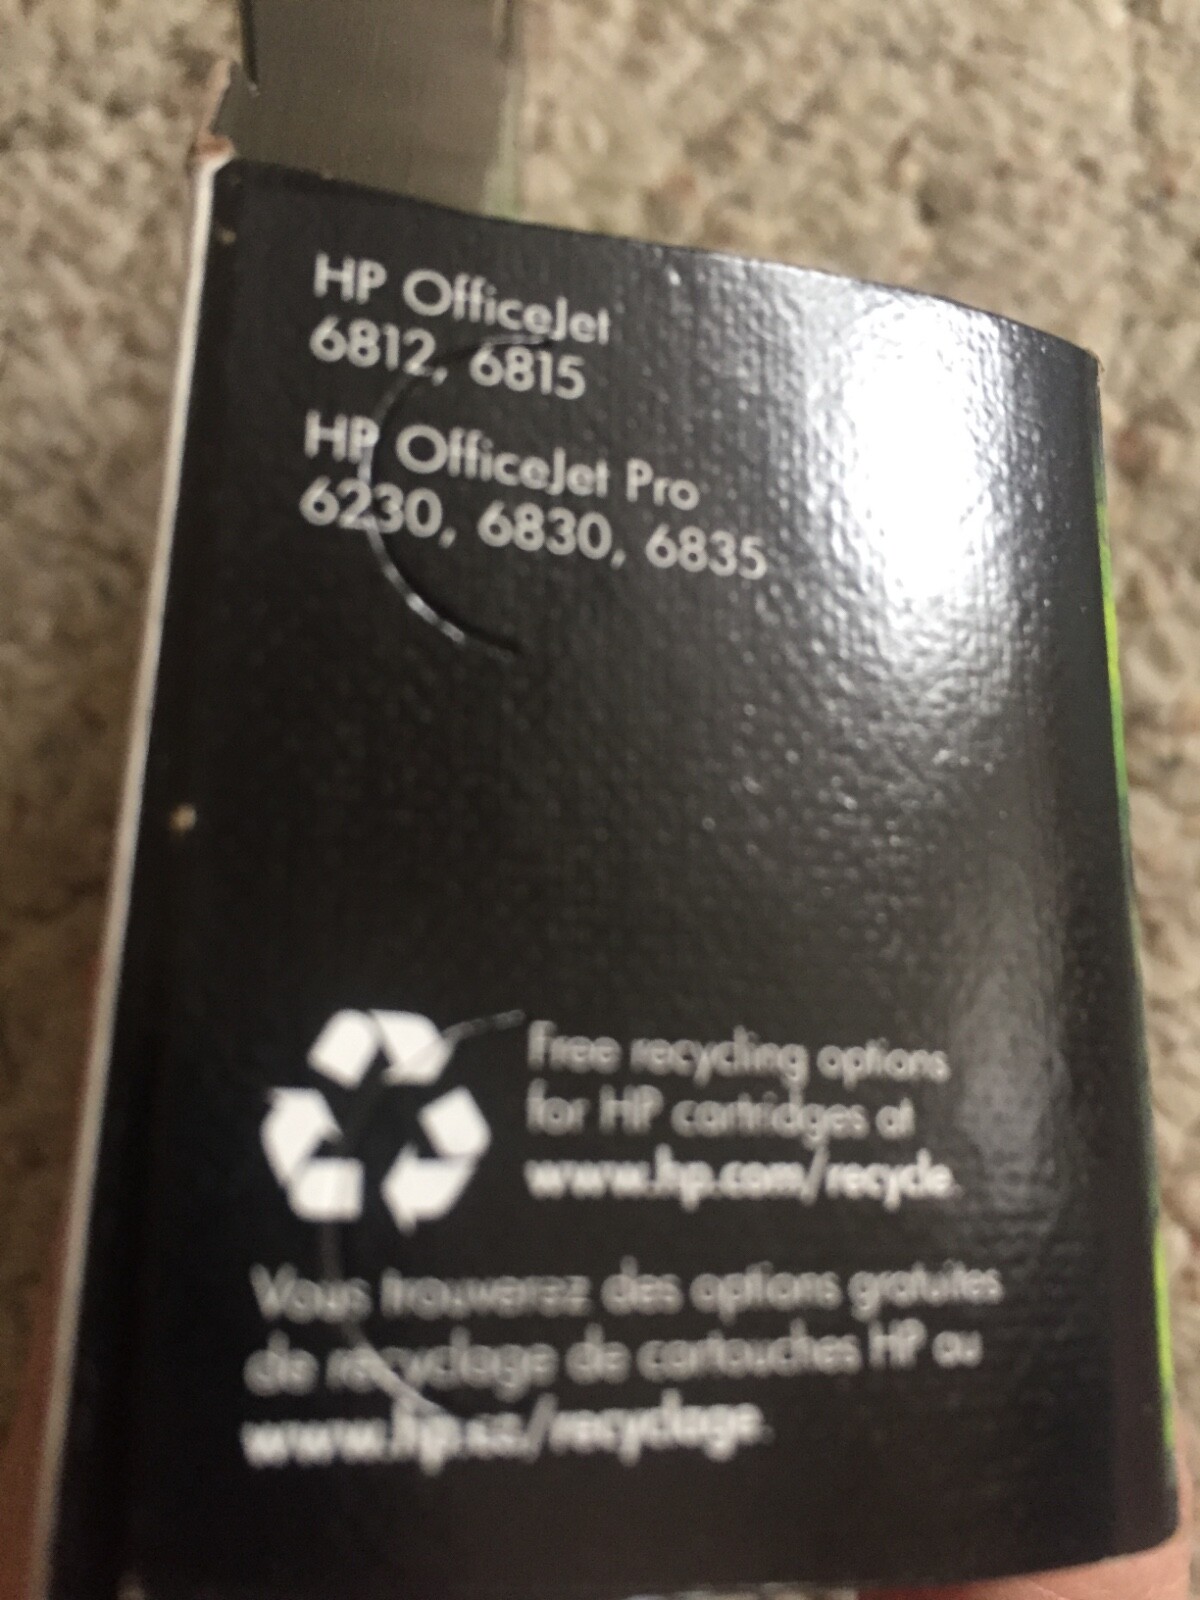 HP OfficeJet
6812, 6815
HP OfficeJet Pro
6230, 6830, 6835
Free recycling options
for HP cartridges at
www.hp.com/recycle.
Vous trouverez des options gratuites
de recyclage de cartouches HP au
www.hp.ca/recyclage.